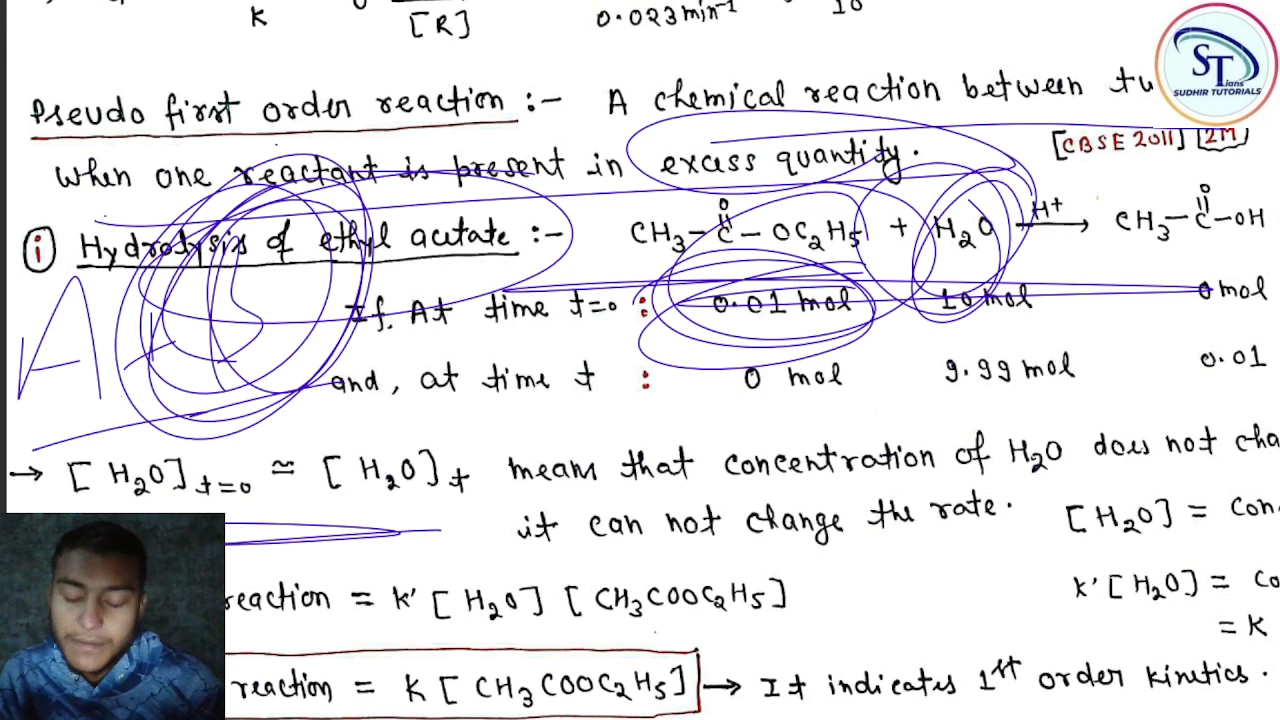 K [R] 0.023 min⁻¹ 10
Pseudo first order reaction :- A chemical reaction between
ST
lans
SUDHIR TUTORIALS
when one reactant is present in excess quantity. [CBSE 2011] [2M]
(i) Hydrolysis of ethyl acetate :- CH₃-C(=O)-OC₂H₅ + H₂O —H⁺→ CH₃-C(=O)-OH
If. At time t=0 : 0.01 mol 10 mol 0 mol
and, at time t : 0 mol 9.99 mol 0.01
A + B
→ [H₂O]t=0 ≃ [H₂O]t means that concentration of H₂O does not cha
it can not change the rate. [H₂O] = Con
reaction = K' [H₂O] [CH₃COOC₂H₅] K' [H₂O] = Co
= K
reaction = K [CH₃COOC₂H₅] → It indicates 1st order kinetics.